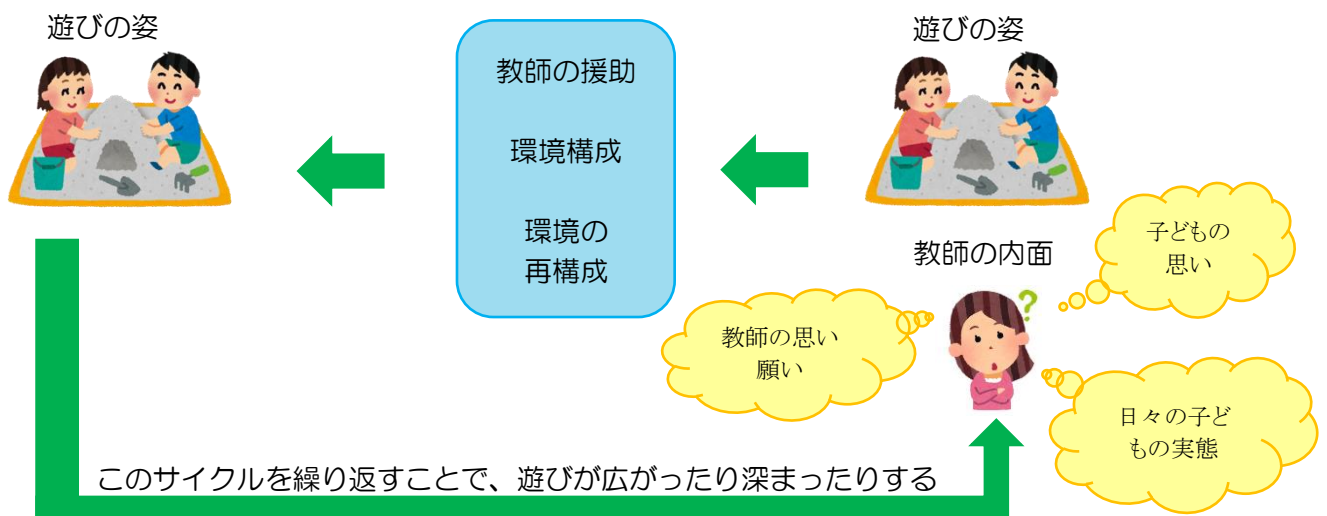 遊びの姿
教師の援助
環境構成
環境の
再構成
遊びの姿
教師の内面
子どもの
思い
教師の思い
願い
日々の子ど
もの実態
このサイクルを繰り返すことで、遊びが広がったり深まったりする